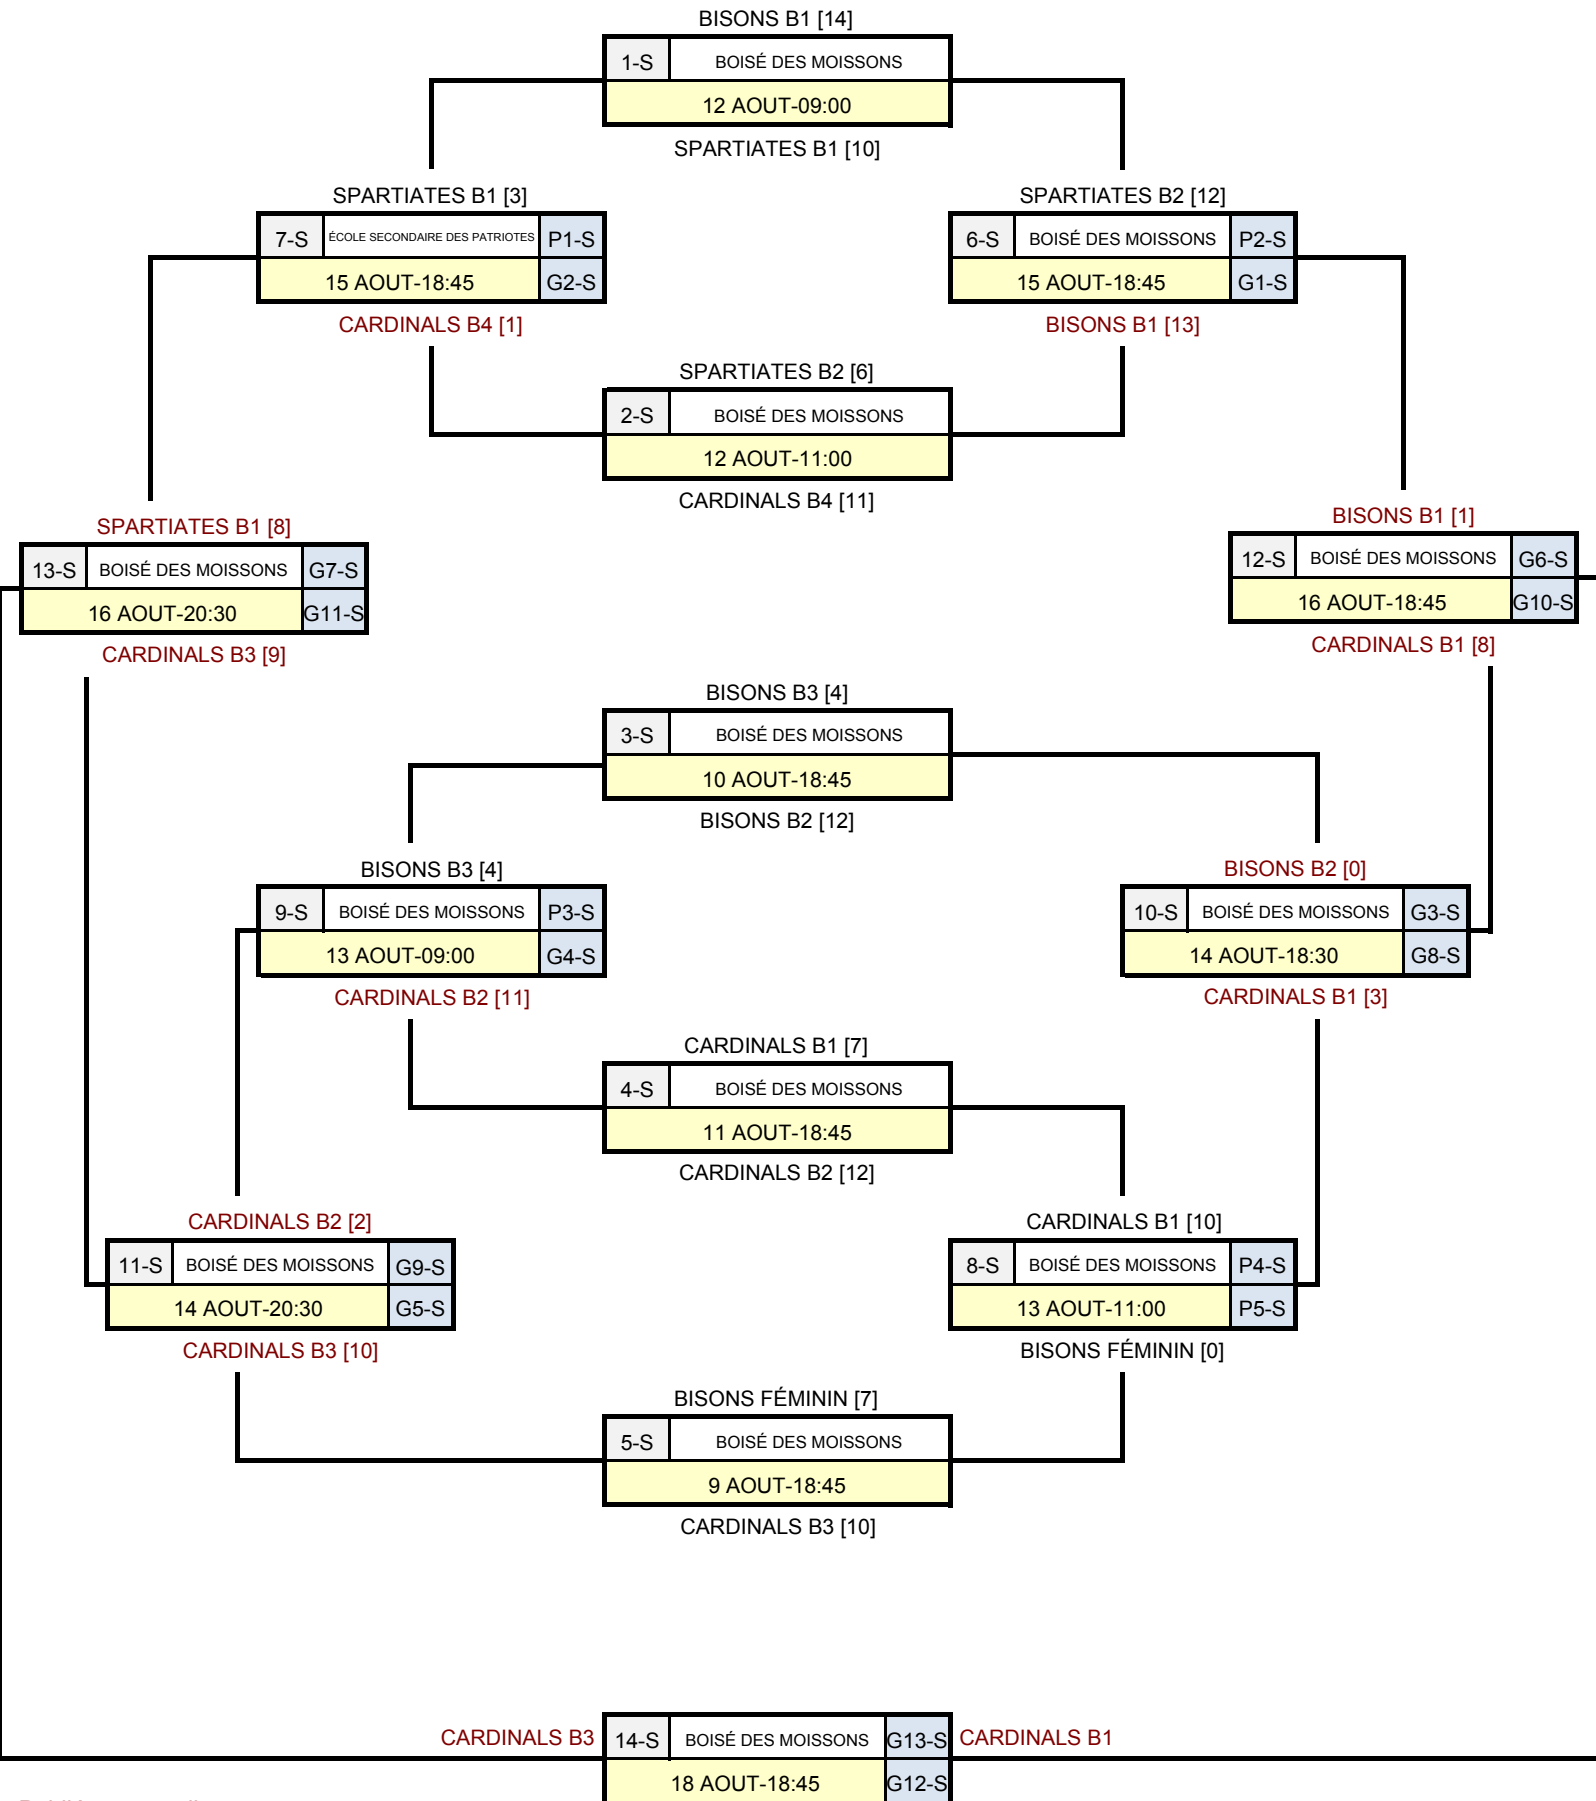 BISONS B1 [14]
1-S BOISÉ DES MOISSONS
12 AOUT-09:00
SPARTIATES B1 [10]
SPARTIATES B1 [3]
7-S ÉCOLE SECONDAIRE DES PATRIOTES P1-S
15 AOUT-18:45 G2-S
CARDINALS B4 [1]
SPARTIATES B2 [12]
6-S BOISÉ DES MOISSONS P2-S
15 AOUT-18:45 G1-S
BISONS B1 [13]
SPARTIATES B2 [6]
2-S BOISÉ DES MOISSONS
12 AOUT-11:00
CARDINALS B4 [11]
SPARTIATES B1 [8]
13-S BOISÉ DES MOISSONS G7-S
16 AOUT-20:30 G11-S
CARDINALS B3 [9]
BISONS B1 [1]
12-S BOISÉ DES MOISSONS G6-S
16 AOUT-18:45 G10-S
CARDINALS B1 [8]
BISONS B3 [4]
3-S BOISÉ DES MOISSONS
10 AOUT-18:45
BISONS B2 [12]
BISONS B3 [4]
9-S BOISÉ DES MOISSONS P3-S
13 AOUT-09:00 G4-S
CARDINALS B2 [11]
BISONS B2 [0]
10-S BOISÉ DES MOISSONS G3-S
14 AOUT-18:30 G8-S
CARDINALS B1 [3]
CARDINALS B1 [7]
4-S BOISÉ DES MOISSONS
11 AOUT-18:45
CARDINALS B2 [12]
CARDINALS B2 [2]
11-S BOISÉ DES MOISSONS G9-S
14 AOUT-20:30 G5-S
CARDINALS B3 [10]
CARDINALS B1 [10]
8-S BOISÉ DES MOISSONS P4-S
13 AOUT-11:00 P5-S
BISONS FÉMININ [0]
BISONS FÉMININ [7]
5-S BOISÉ DES MOISSONS
9 AOUT-18:45
CARDINALS B3 [10]
CARDINALS B3 14-S BOISÉ DES MOISSONS G13-S CARDINALS B1
18 AOUT-18:45 G12-S